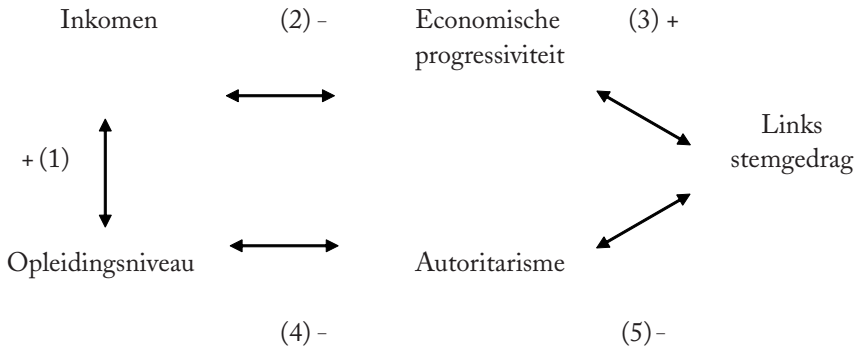 Inkomen
(2) -
Economische
progressiviteit
(3) +
Links
stemgedrag
+ (1)
Opleidingsniveau
Autoritarisme
(4) -
(5) -